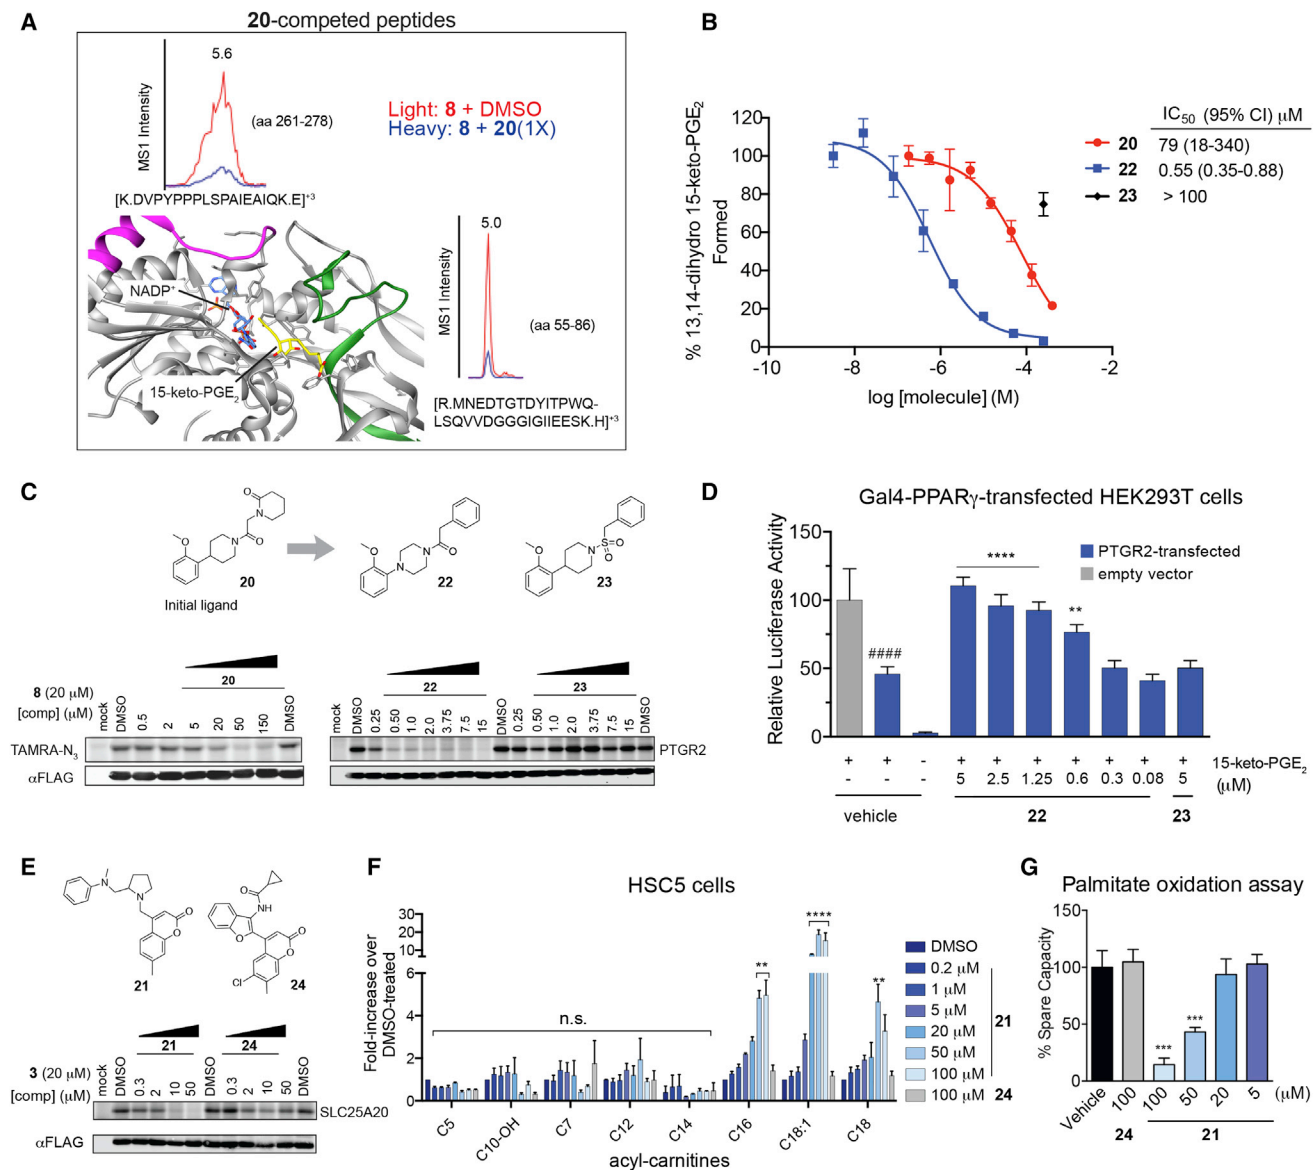 A
20-competed peptides
5.6
MS1 Intensity
(aa 261-278)
Light: 8 + DMSO
Heavy: 8 + 20(1X)
[K.DVPYPPPLSPAIEAIQK.E]+3
5.0
MS1 Intensity
(aa 55-86)
NADP+
15-keto-PGE2
[R.MNEDTGTDYITPWQ-
LSQVVDGGGIGIIEESK.H]+3
B
% 13,14-dihydro 15-keto-PGE2
Formed
120
100
80
60
40
20
0
-10
-8
-6
-4
-2
log [molecule] (M)
IC50 (95% CI) μM
20 79 (18-340)
22 0.55 (0.35-0.88)
23 > 100
C
O
N
O
N
O
20
Initial ligand
O
N
N
O
22
O
N
S
O
O
23
8 (20 μM)
[comp] (μM)
mock
DMSO
0.5
2
5
20
50
150
DMSO
20
TAMRA-N3
αFLAG
mock
DMSO
0.25
0.50
1.0
2.0
3.75
7.5
15
DMSO
0.25
0.50
1.0
2.0
3.75
7.5
15
DMSO
22
23
PTGR2
D
Gal4-PPARγ-transfected HEK293T cells
Relative Luciferase Activity
150
100
50
0
PTGR2-transfected
empty vector
####
****
**
+ + - + + + + + + + 15-keto-PGE2
- - - 5 2.5 1.25 0.6 0.3 0.08 5 (μM)
vehicle
22
23
E
N
N
O
O
21
O
NH
O
O
O
Cl
24
3 (20 μM)
[comp] (μM)
mock
DMSO
0.3
2
10
50
DMSO
0.3
2
10
50
DMSO
21
24
SLC25A20
αFLAG
F
HSC5 cells
Fold-increase over
DMSO-treated
30
20
10
6
4
2
0
n.s.
**
****
**
C5
C10-OH
C7
C12
C14
C16
C18:1
C18
acyl-carnitines
DMSO
0.2 μM
1 μM
5 μM
20 μM
50 μM
100 μM
100 μM
21
24
G
Palmitate oxidation assay
% Spare Capacity
150
100
50
0
***
***
Vehicle
100
100
50
20
5
(μM)
24
21